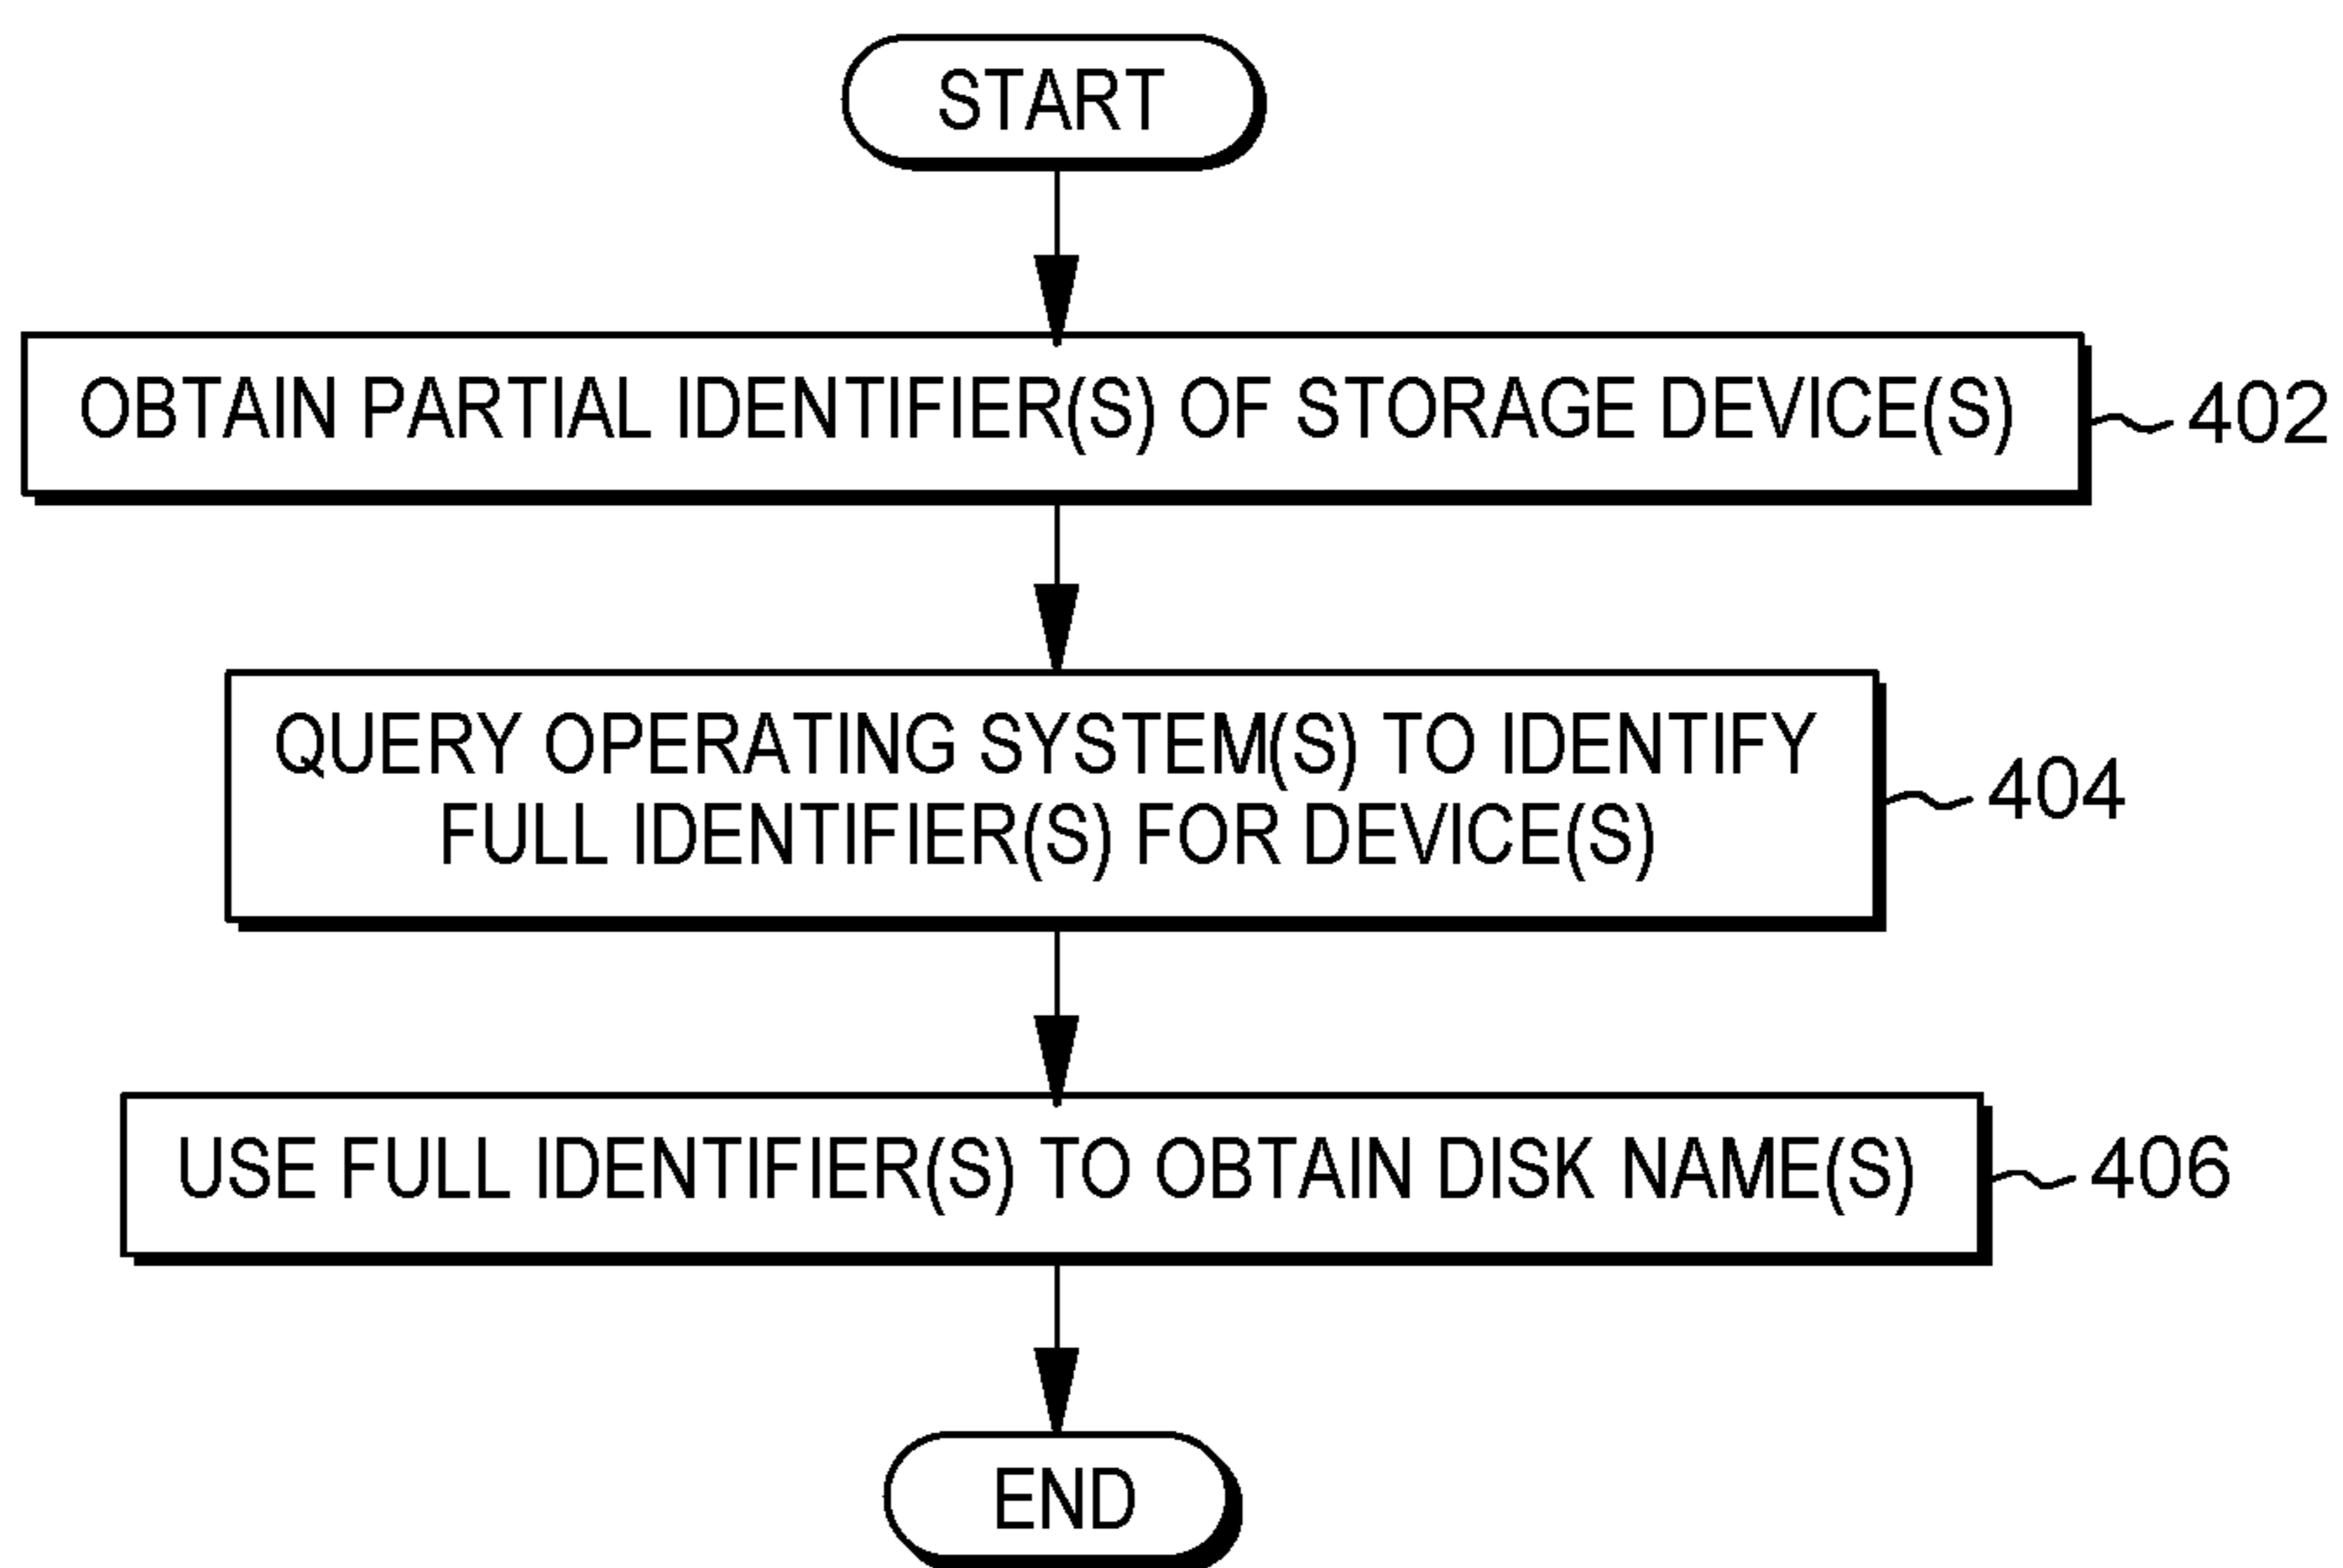 START
OBTAIN PARTIAL IDENTIFIER(S) OF STORAGE DEVICE(S)
402
QUERY OPERATING SYSTEM(S) TO IDENTIFY
FULL IDENTIFIER(S) FOR DEVICE(S)
404
USE FULL IDENTIFIER(S) TO OBTAIN DISK NAME(S)
406
END